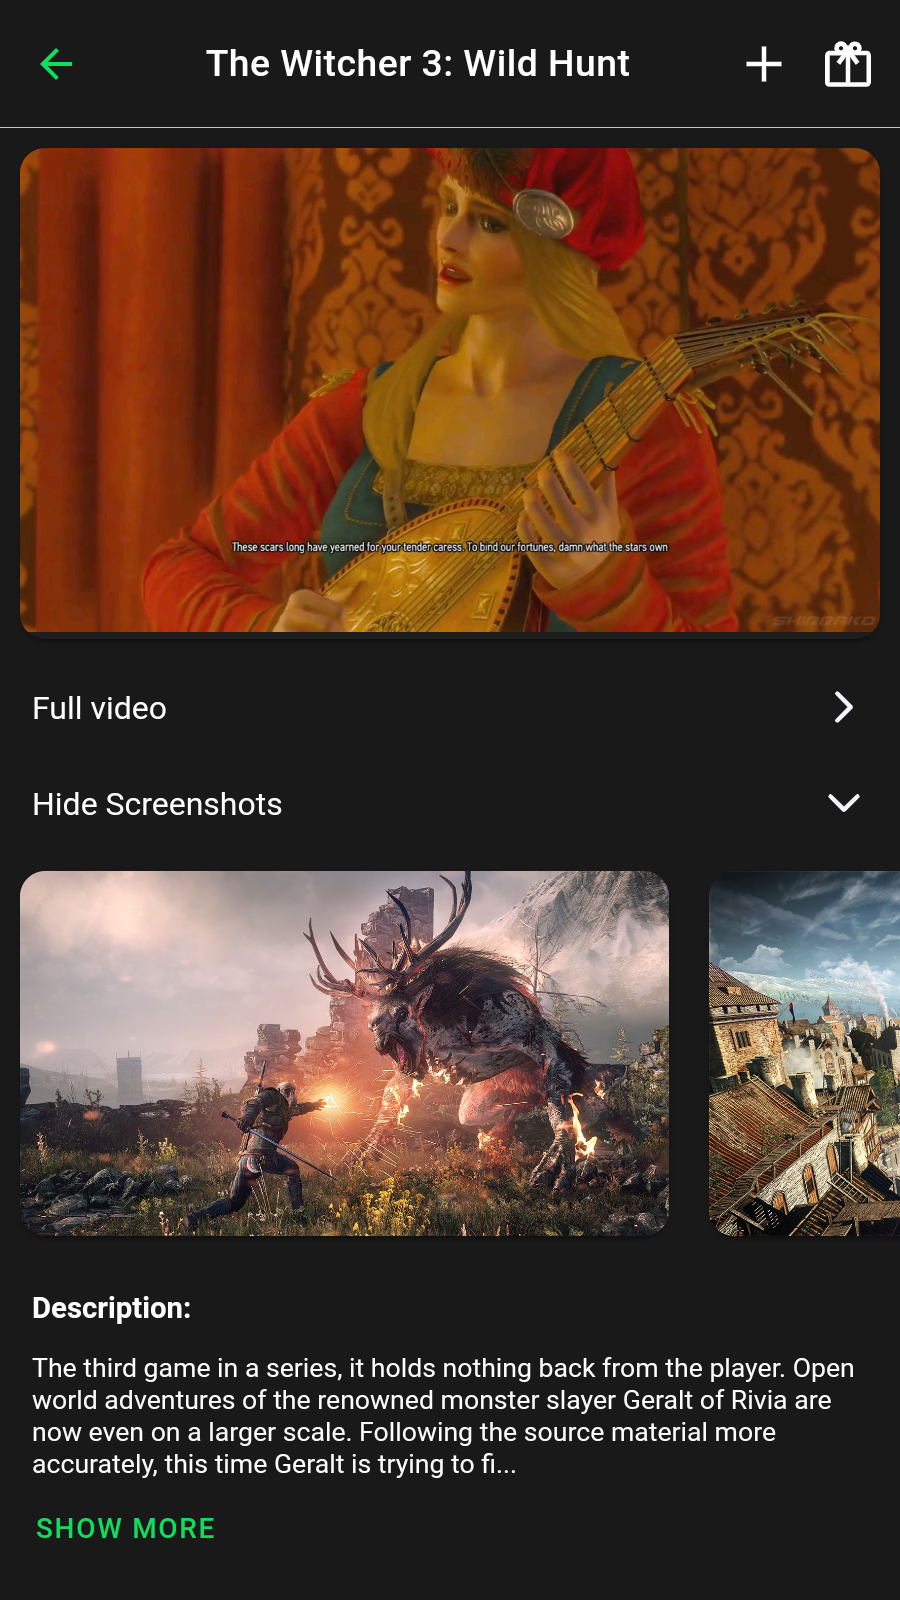 The Witcher 3: Wild Hunt
These scars long have yearned for your tender caress. To bind our fortunes, damn what the stars own
SHIRRAKO
Full video
Hide Screenshots
Description:
The third game in a series, it holds nothing back from the player. Open
world adventures of the renowned monster slayer Geralt of Rivia are
now even on a larger scale. Following the source material more
accurately, this time Geralt is trying to fi...
SHOW MORE